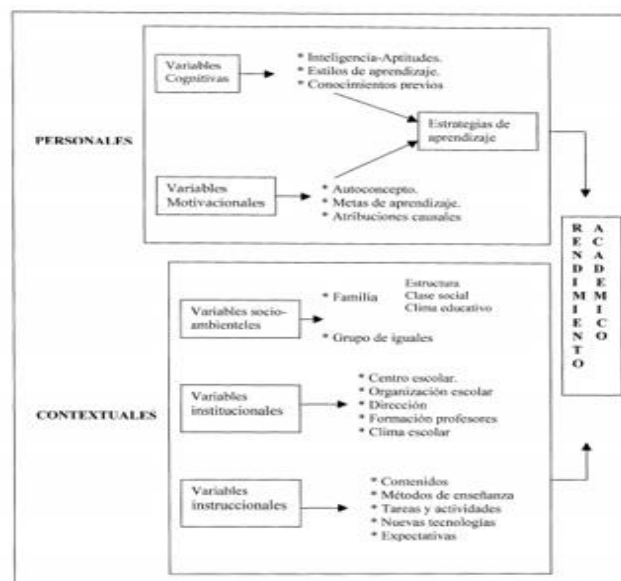 PERSONALES
Variables
Cognitivas
* Inteligencia-Aptitudes.
* Estilos de aprendizaje.
* Conocimientos previos
Estrategias de
aprendizaje
Variables
Motivacionales
* Autoconcepto.
* Metas de aprendizaje.
* Atribuciones causales
CONTEXTUALES
Variables socio-
ambienteles
* Familia
Estructura
Clase social
Clima educativo
* Grupo de iguales
Variables
institucionales
* Centro escolar.
* Organización escolar
* Dirección
* Formación profesores
* Clima escolar
Variables
instruccionales
* Contenidos
* Métodos de enseñanza
* Tareas y actividades
* Nuevas tecnologías
* Expectativas
RENDIMIENTO
ACADEMICO